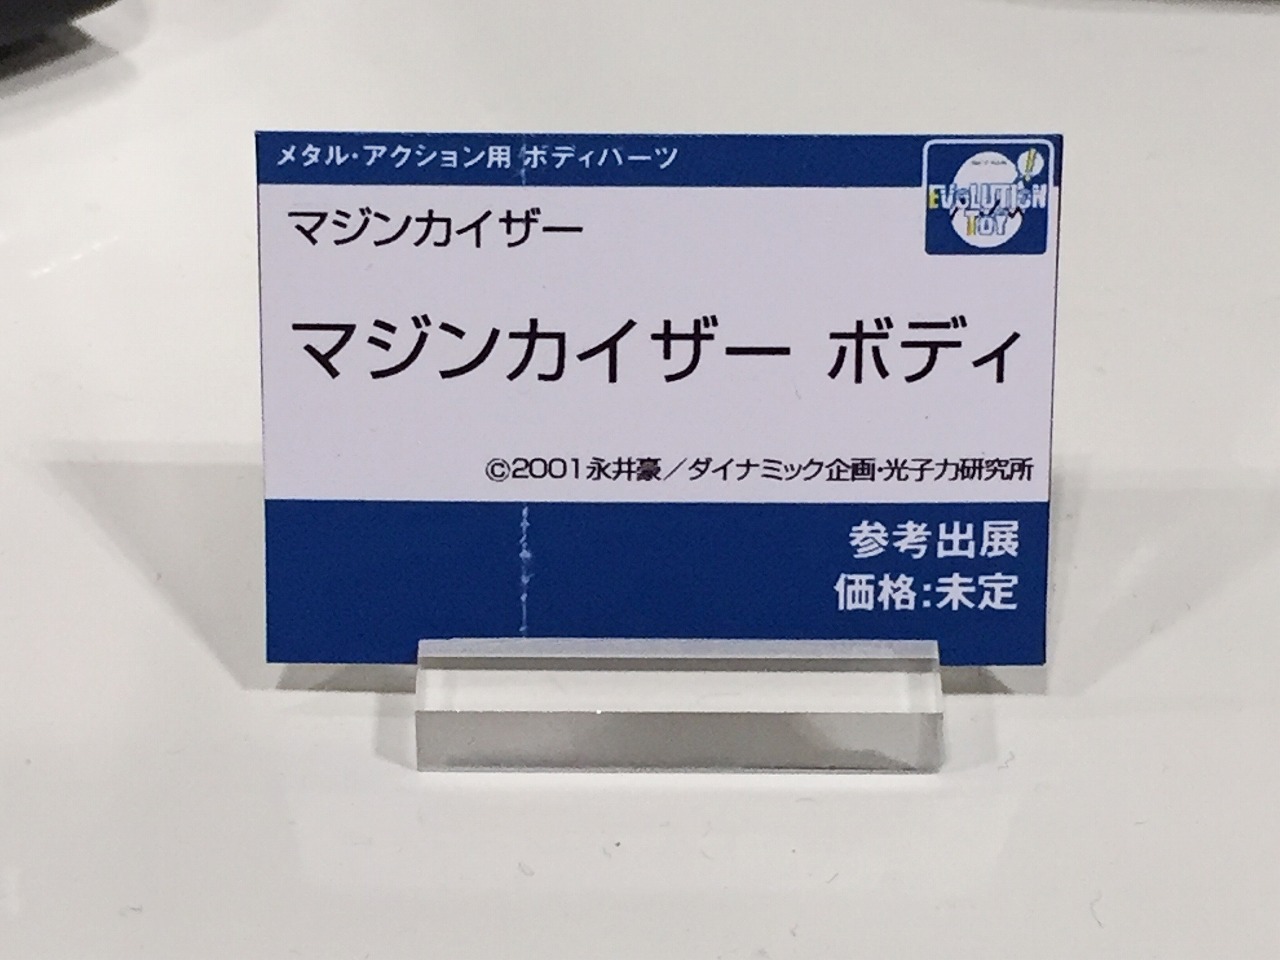 メタル・アクション用 ボディパーツ
EVOLUTION
TOY
マジンカイザー
マジンカイザー ボディ
©2001永井豪／ダイナミック企画・光子力研究所
参考出展
価格:未定